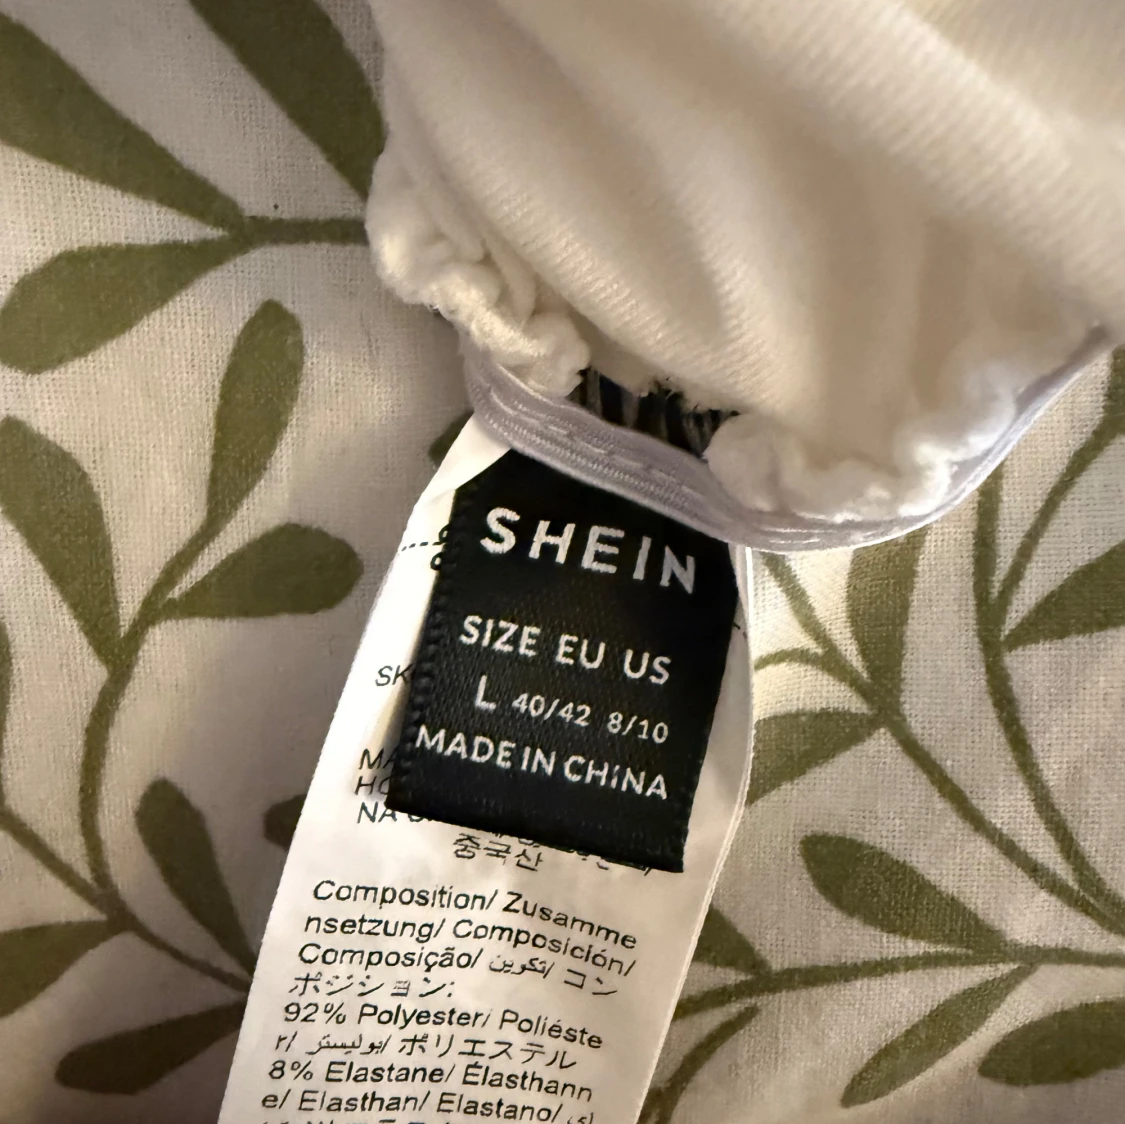 SHEIN
SIZE EU US
L 40/42 8/10
MADE IN CHINA
중국산
Composition/ Zusamme
nsetzung/ Composición/
Composição/ تكوين/ コン
ポジション:
92% Polyester/ Poliéste
r/ بوليستر/ ポリエステル
8% Elastane/ Élasthann
e/ Elasthan/ Elastano/